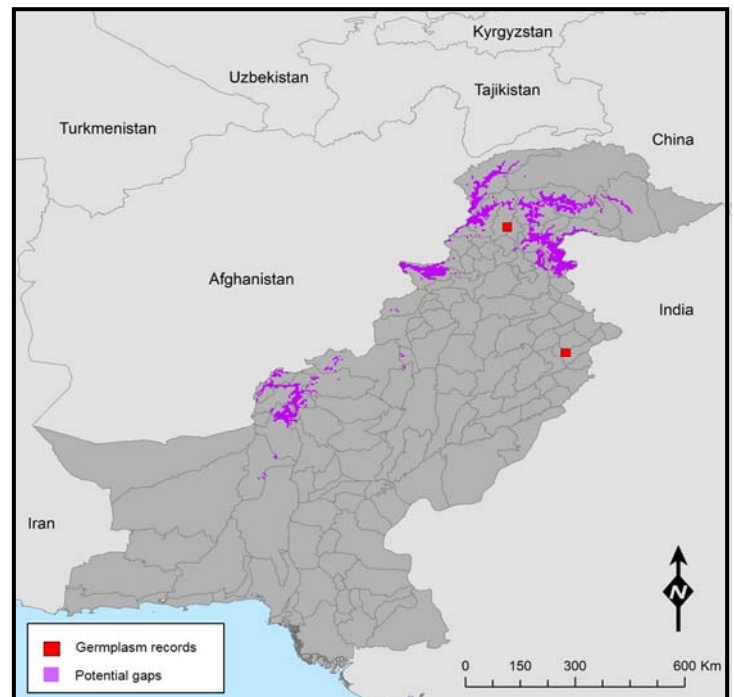 Kyrgyzstan
Uzbekistan
Tajikistan
Turkmenistan
China
Afghanistan
India
Iran
N
Germplasm records
Potential gaps
0 150 300 600 Km